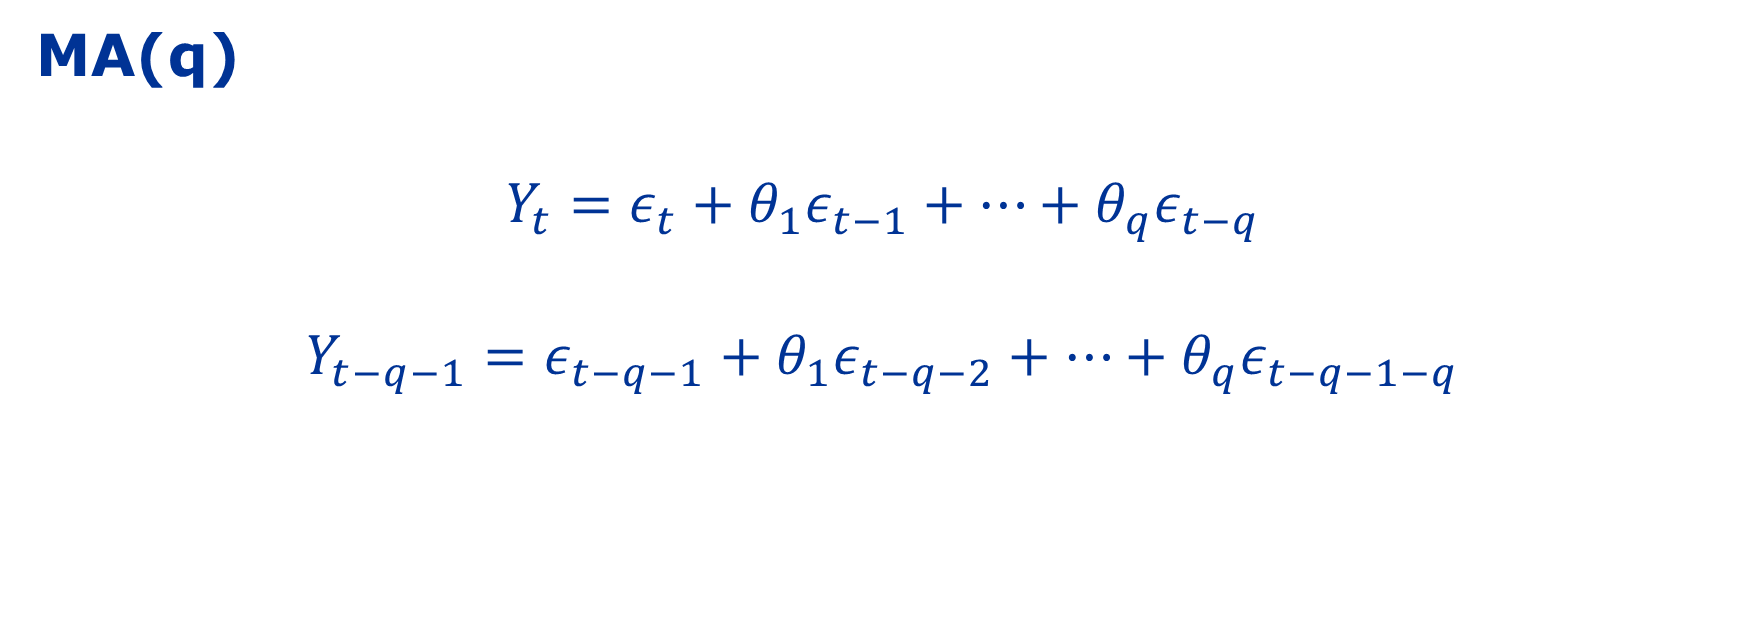 MA(q)
Y_t = ϵ_t + θ_1ϵ_{t−1} + ⋯ + θ_qϵ_{t−q}
Y_{t−q−1} = ϵ_{t−q−1} + θ_1ϵ_{t−q−2} + ⋯ + θ_qϵ_{t−q−1−q}